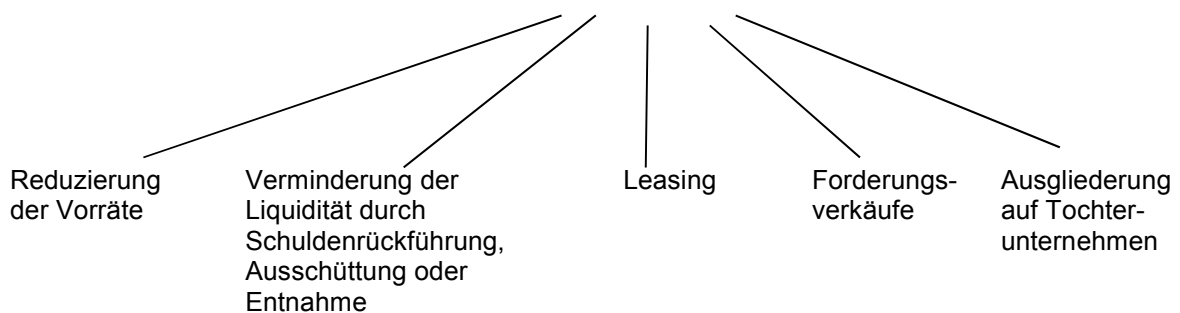 Reduzierung
der Vorräte
Verminderung der
Liquidität durch
Schuldenrückführung,
Ausschüttung oder
Entnahme
Leasing
Forderungs-
verkäufe
Ausgliederung
auf Tochter-
unternehmen